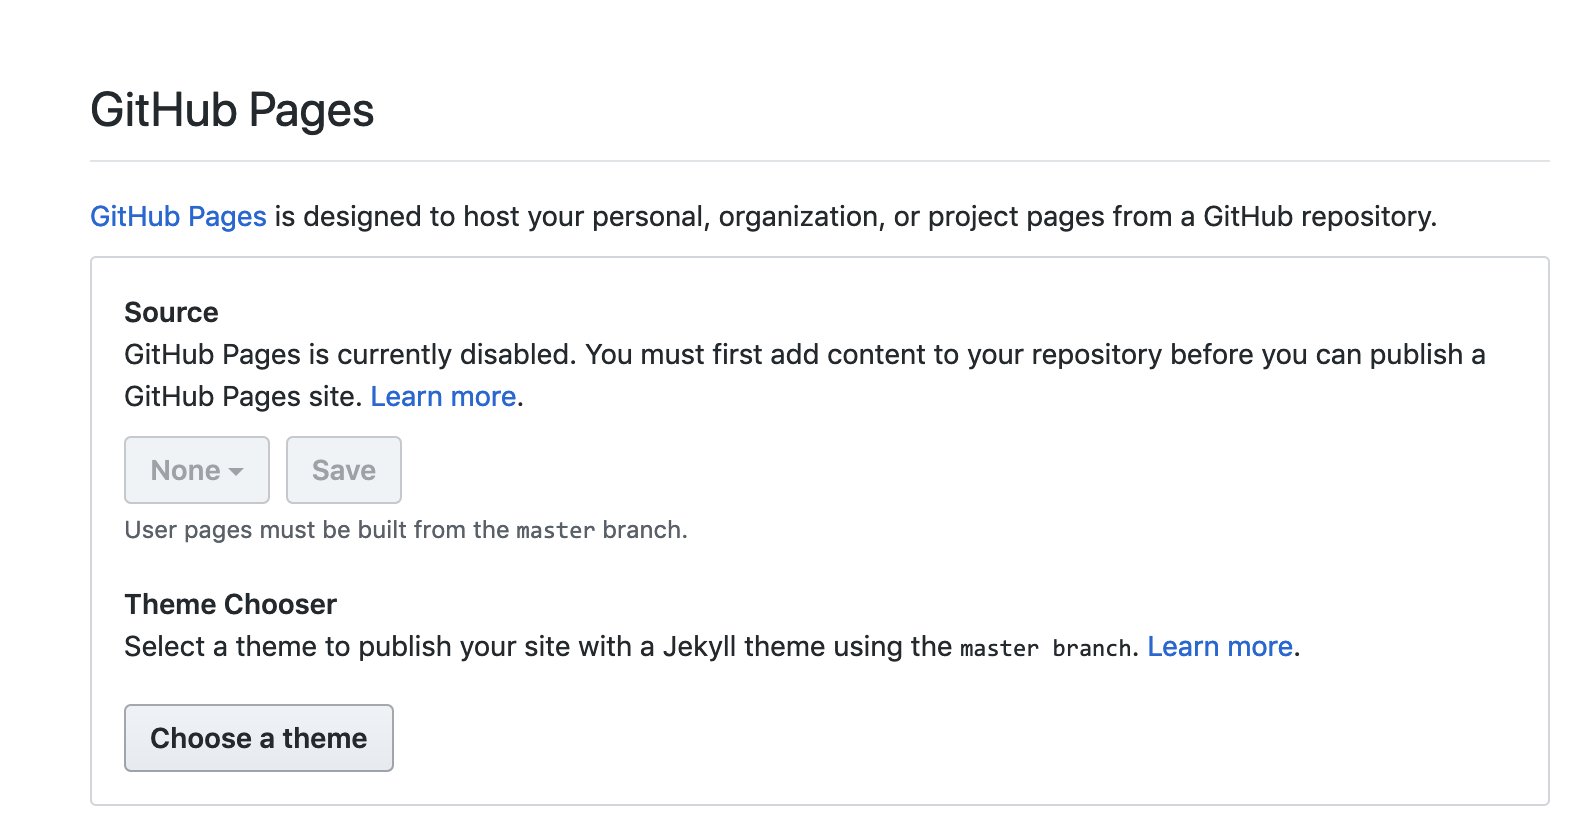 GitHub Pages
GitHub Pages is designed to host your personal, organization, or project pages from a GitHub repository.
Source
GitHub Pages is currently disabled. You must first add content to your repository before you can publish a
GitHub Pages site. Learn more.
None Save
User pages must be built from the master branch.
Theme Chooser
Select a theme to publish your site with a Jekyll theme using the master branch. Learn more.
Choose a theme